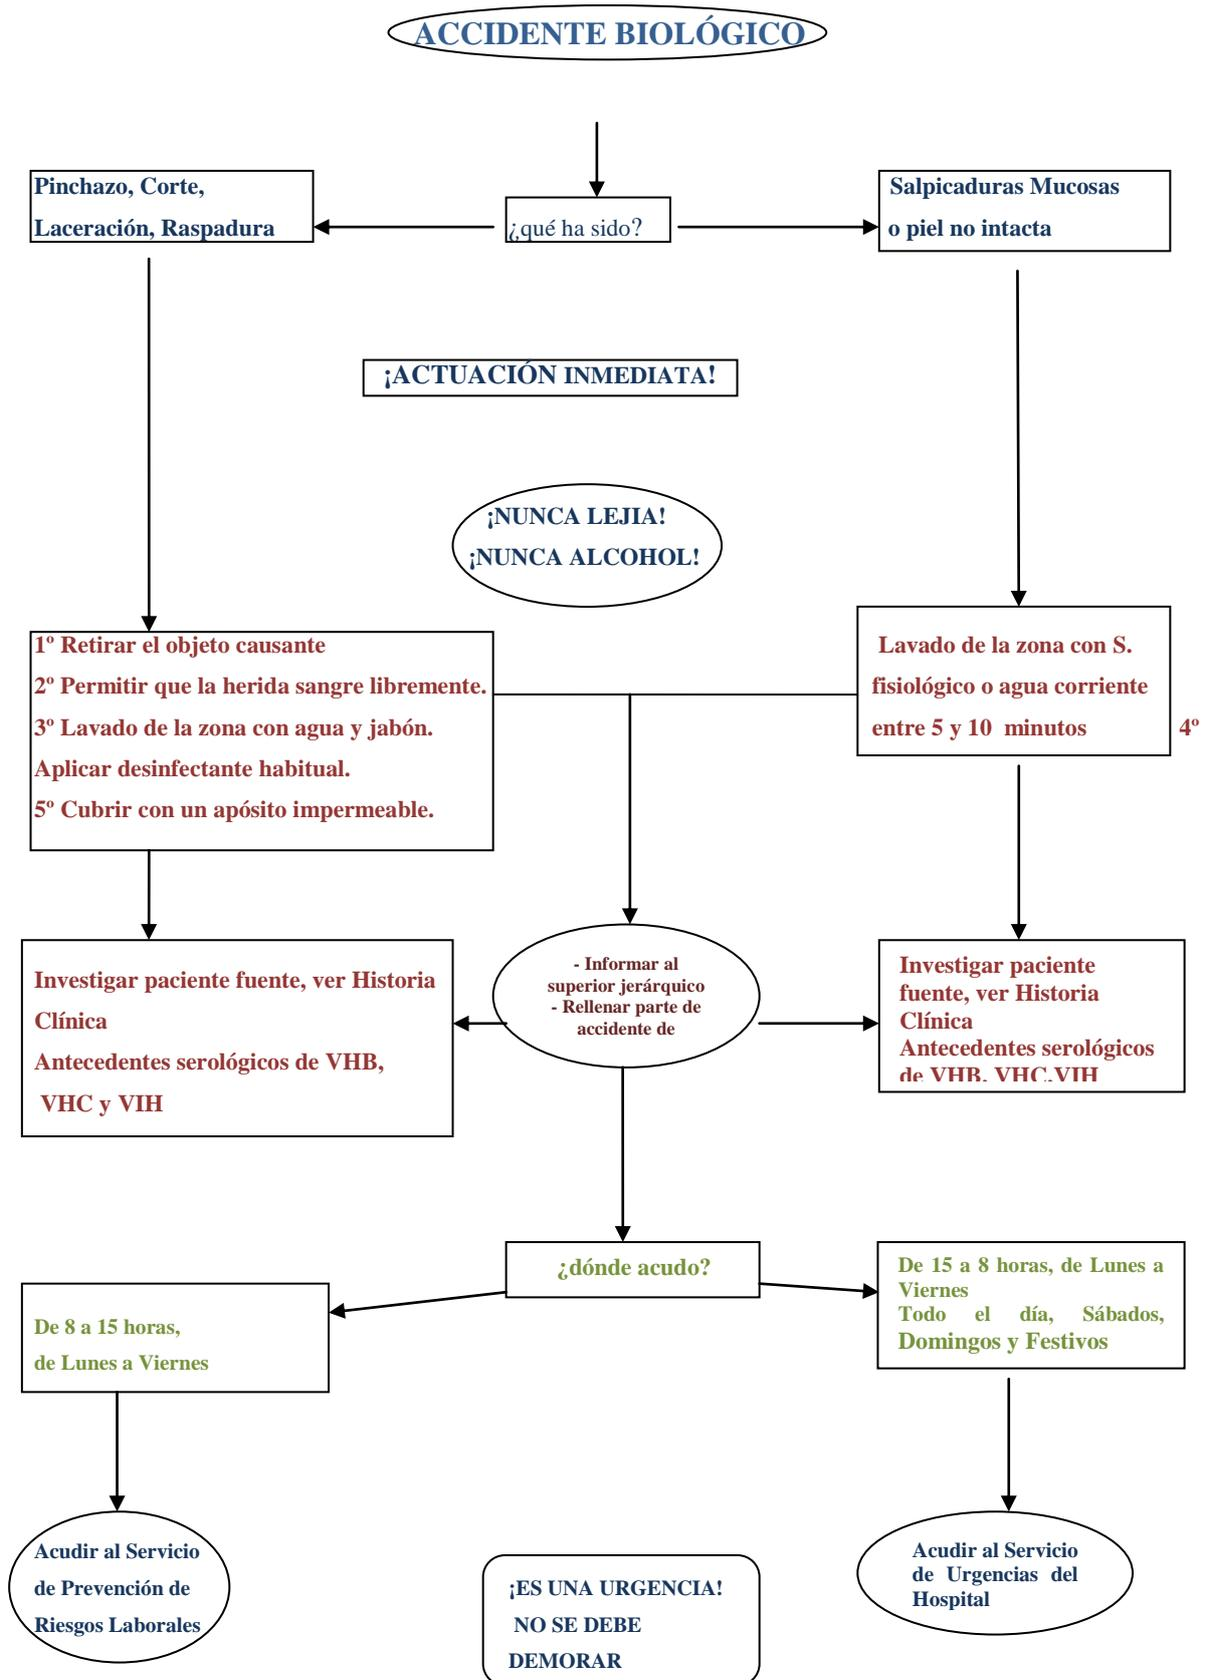 ACCIDENTE BIOLÓGICO
Pinchazo, Corte,
Laceración, Raspadura
¿qué ha sido?
Salpicaduras Mucosas
o piel no intacta
¡ACTUACIÓN INMEDIATA!
¡NUNCA LEJIA!
¡NUNCA ALCOHOL!
1º Retirar el objeto causante
2º Permitir que la herida sangre libremente.
3º Lavado de la zona con agua y jabón.
Aplicar desinfectante habitual.
5º Cubrir con un apósito impermeable.
Lavado de la zona con S.
fisiológico o agua corriente
entre 5 y 10 minutos
4º
Investigar paciente fuente, ver Historia
Clínica
Antecedentes serológicos de VHB,
VHC y VIH
- Informar al
superior jerárquico
- Rellenar parte de
accidente de
Investigar paciente
fuente, ver Historia
Clínica
Antecedentes serológicos
de VHB, VHC,VIH
¿dónde acudo?
De 8 a 15 horas,
de Lunes a Viernes
De 15 a 8 horas, de Lunes a
Viernes
Todo el día, Sábados,
Domingos y Festivos
Acudir al Servicio
de Prevención de
Riesgos Laborales
¡ES UNA URGENCIA!
NO SE DEBE
DEMORAR
Acudir al Servicio
de Urgencias del
Hospital